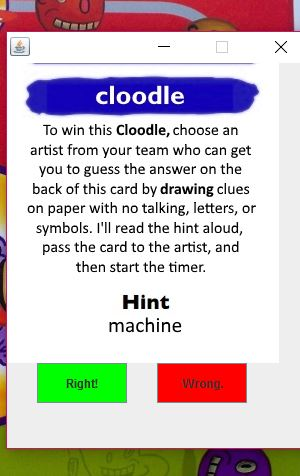 cloodle
To win this Cloodle, choose an
artist from your team who can get
you to guess the answer on the
back of this card by drawing clues
on paper with no talking, letters, or
symbols. I'll read the hint aloud,
pass the card to the artist, and
then start the timer.
Hint
machine
Right!
Wrong.